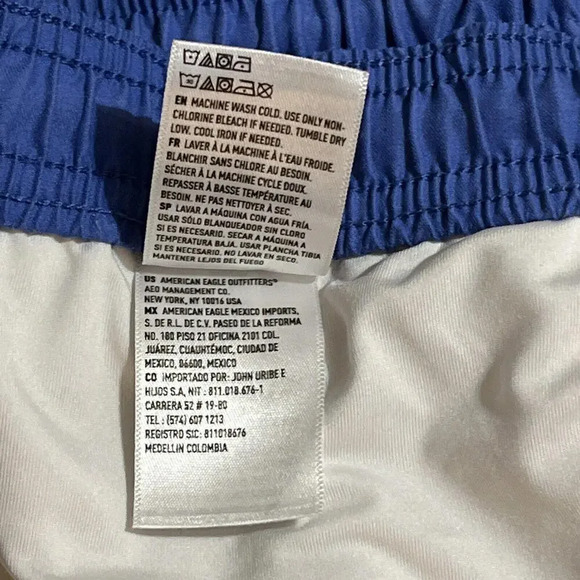 EN MACHINE WASH COLD. USE ONLY NON-
CHLORINE BLEACH IF NEEDED. TUMBLE DRY
LOW. COOL IRON IF NEEDED.
FR LAVER À LA MACHINE À L'EAU FROIDE.
BLANCHIR SANS CHLORE AU BESOIN.
SÉCHER À LA MACHINE CYCLE DOUX.
REPASSER À BASSE TEMPÉRATURE AU
BESOIN. NE PAS NETTOYER À SEC.
SP LAVAR A MÁQUINA CON AGUA FRÍA.
USAR SÓLO BLANQUEADOR SIN CLORO
SI ES NECESARIO. SECAR A MÁQUINA A
TEMPERATURA BAJA. USAR PLANCHA TIBIA
SI ES NECESARIO. NO LAVAR EN SECO.
MANTENER LEJOS DEL FUEGO
US AMERICAN EAGLE OUTFITTERS®
AEO MANAGEMENT CO.
NEW YORK, NY 10016 USA
MX AMERICAN EAGLE MEXICO IMPORTS,
S. DE R.L. DE C.V. PASEO DE LA REFORMA
NO. 180 PISO 21 OFICINA 2101 COL.
JUÁREZ, CUAUHTÉMOC, CIUDAD DE
MEXICO, 06600, MEXICO
CO IMPORTADO POR: JOHN URIBE E
HIJOS S.A, NIT : 811.018.676-1
CARRERA 52 # 19-80
TEL : (574) 607 1213
REGISTRO SIC: 811018676
MEDELLIN COLOMBIA